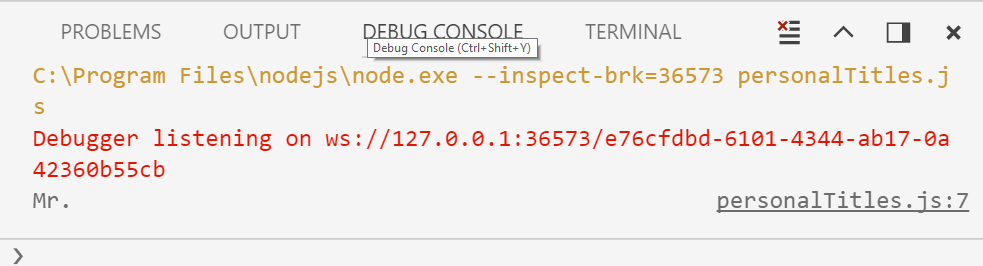 PROBLEMS OUTPUT DEBUG CONSOLE TERMINAL
Debug Console (Ctrl+Shift+Y)
C:\Program Files\nodejs\node.exe --inspect-brk=36573 personalTitles.j
s
Debugger listening on ws://127.0.0.1:36573/e76cfdbd-6101-4344-ab17-0a
42360b55cb
Mr. personalTitles.js:7